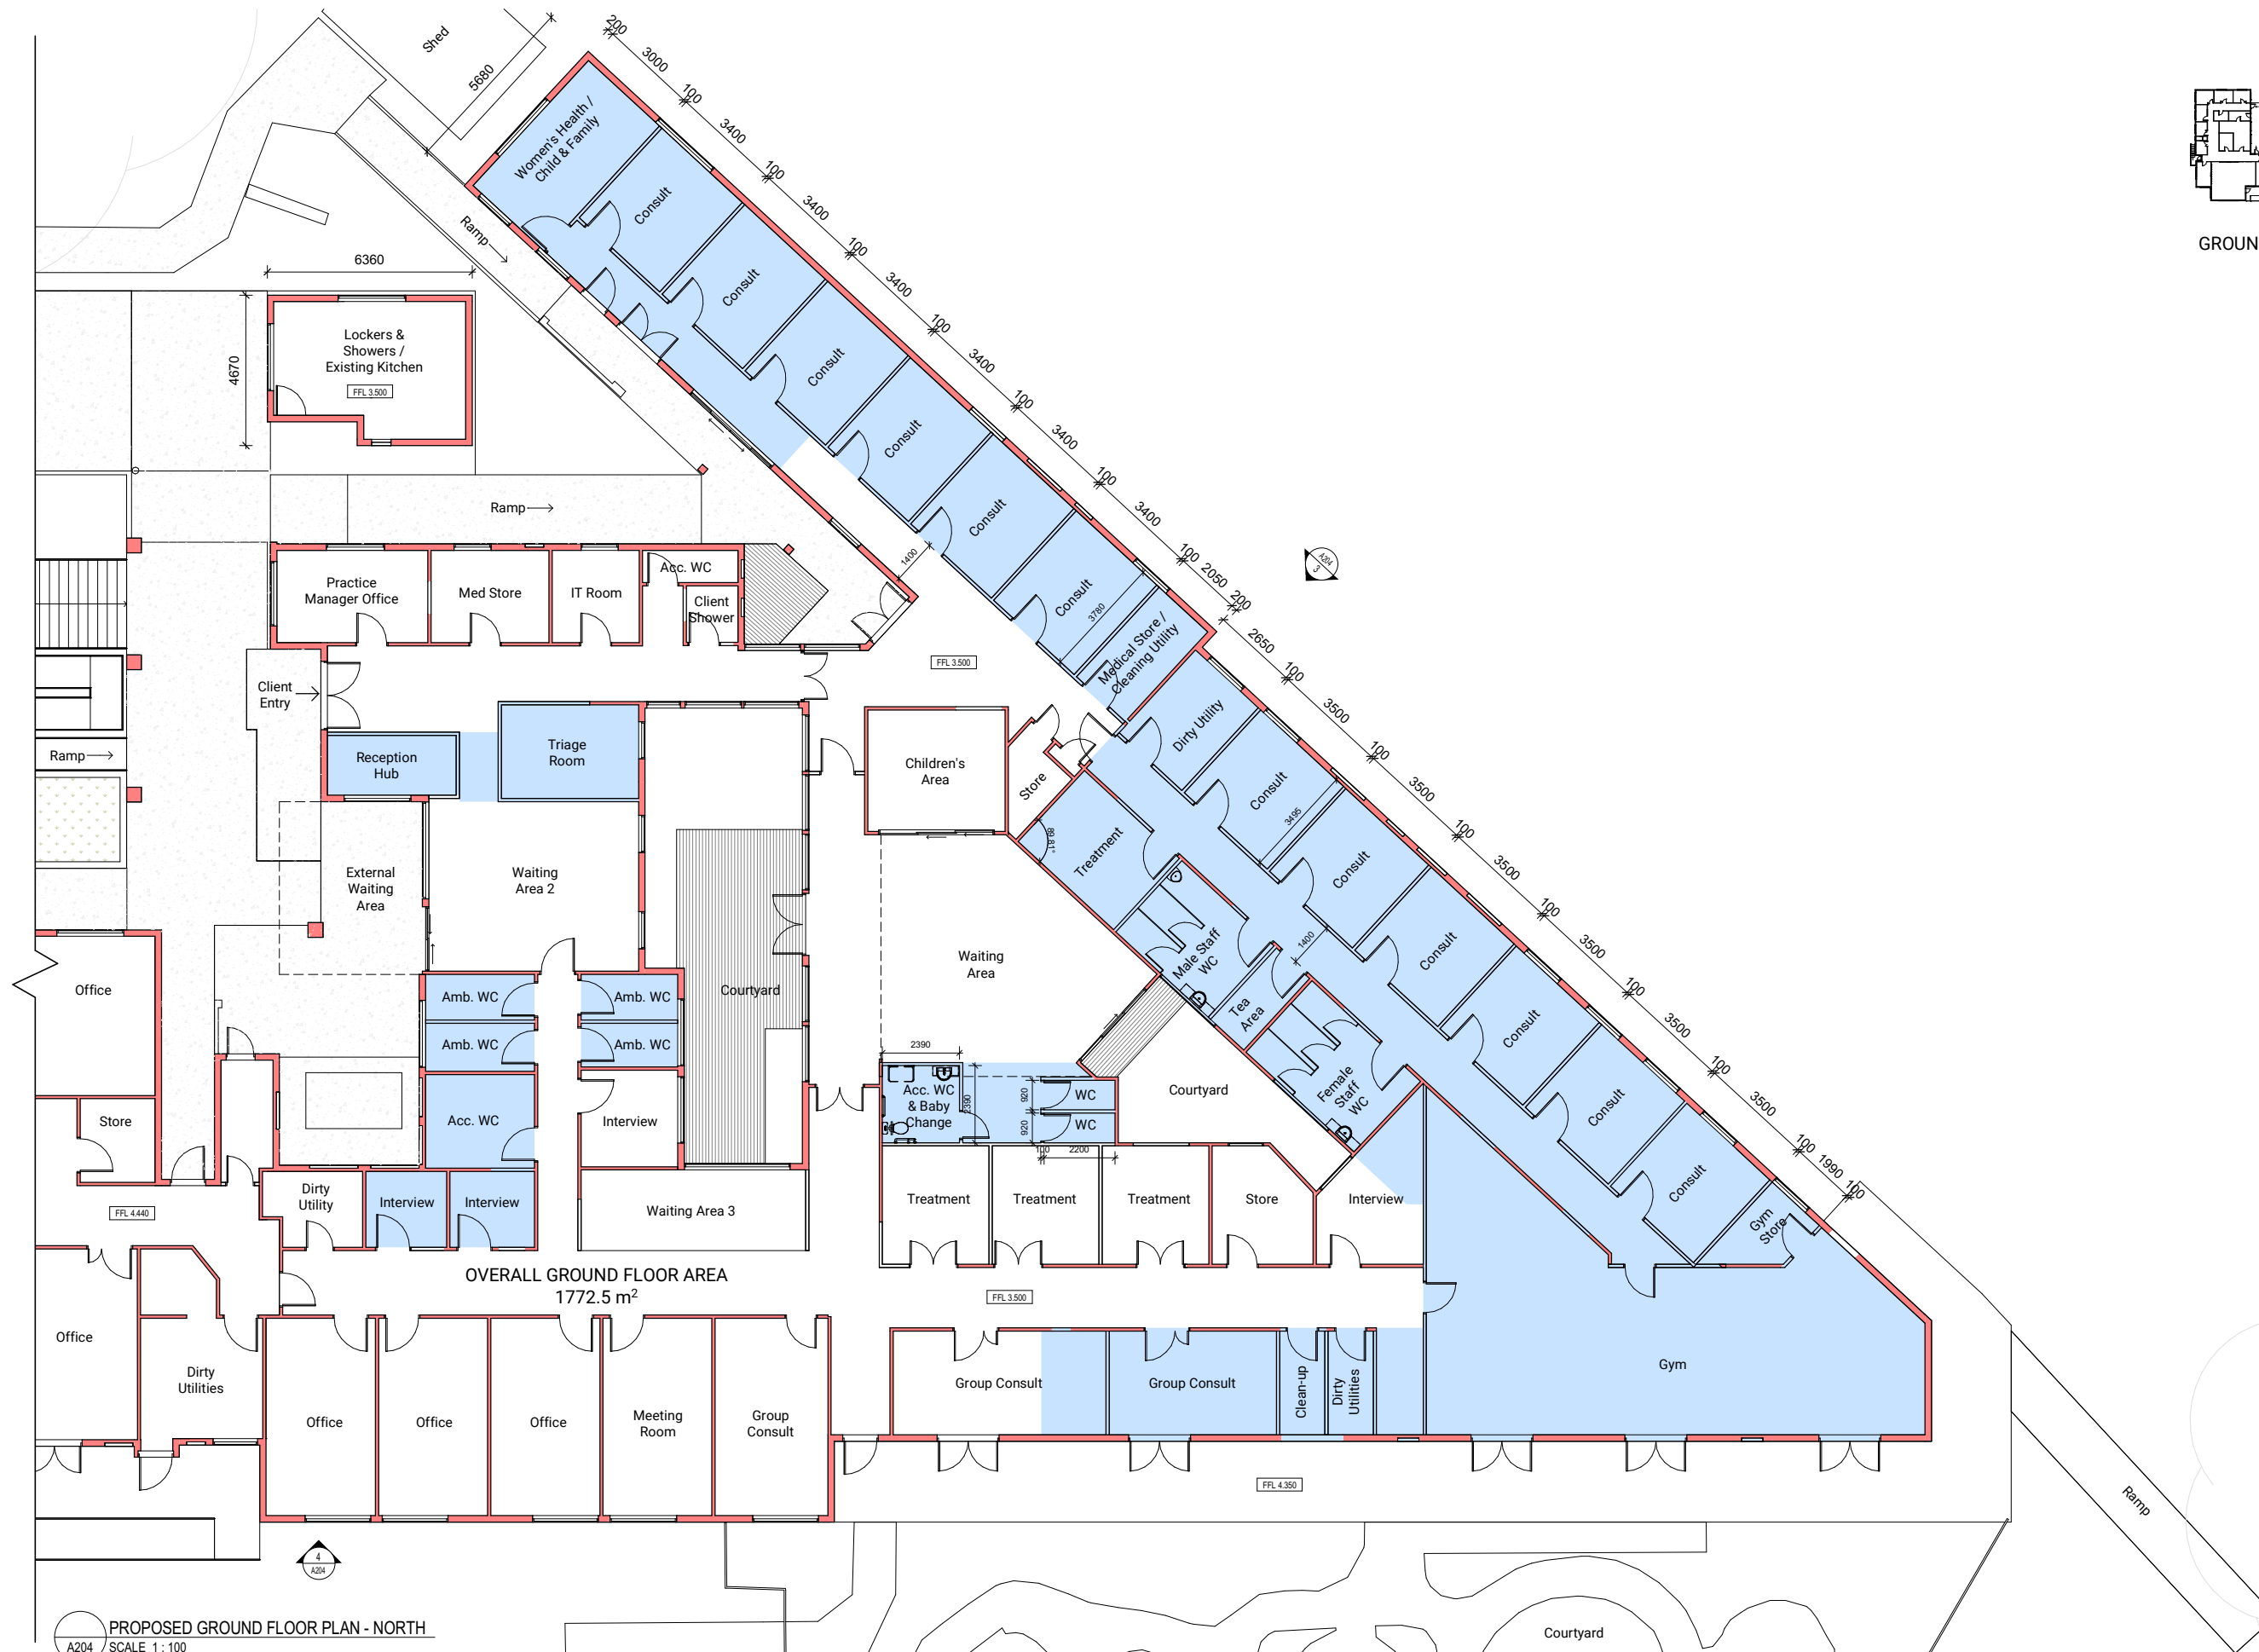 Shed
5680
200
3000
100
3400
100
3400
100
3400
100
3400
100
3400
100
3400
100
2050
200
2650
100
3500
100
3500
100
3500
100
3500
100
3500
100
3500
100
1990
100
GROUN
Women's Health /
Child & Family
Consult
Consult
Consult
Consult
Consult
Consult
3780
Medical Store /
Cleaning Utility
Ramp
6360
4670
Lockers &
Showers /
Existing Kitchen
FFL 3.500
Ramp
1400
A204
3
Practice
Manager Office
Med Store
IT Room
Acc. WC
Client
Shower
FFL 3.500
Client
Entry
Ramp
Reception
Hub
Triage
Room
Children's
Area
Store
Dirty Utility
Consult
3495
Consult
Consult
Consult
Consult
Consult
Gym
Store
Treatment
89.81°
Male Staff
WC
1400
Tea
Area
Female
Staff
WC
External
Waiting
Area
Waiting
Area 2
Waiting
Area
Courtyard
Office
Amb. WC
Amb. WC
Amb. WC
Amb. WC
2390
Acc. WC
& Baby
Change
2390
920
WC
920
WC
100
2200
Courtyard
Store
Acc. WC
Interview
Dirty
Utility
Interview
Interview
Waiting Area 3
Treatment
Treatment
Treatment
Store
Interview
FFL 4.440
OVERALL GROUND FLOOR AREA
1772.5 m²
FFL 3.500
Office
Dirty
Utilities
Office
Office
Office
Meeting
Room
Group
Consult
Group Consult
Group Consult
Clean-up
Dirty
Utilities
Gym
FFL 4.350
Ramp
4
A204
PROPOSED GROUND FLOOR PLAN - NORTH
A204
SCALE 1 : 100
Courtyard